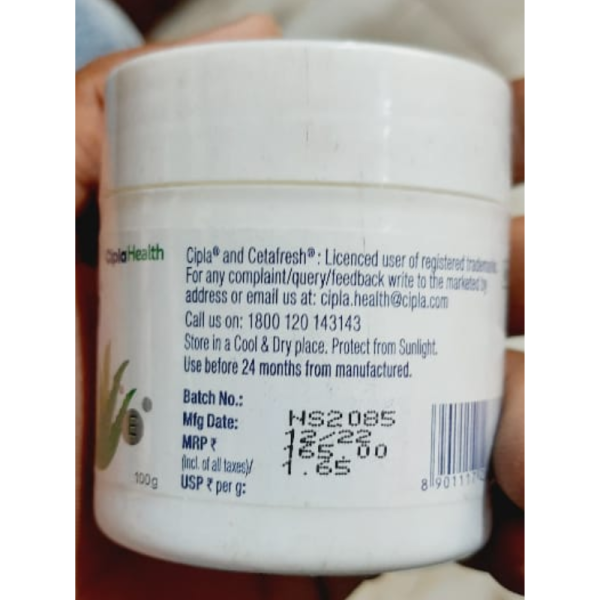 CiplaHealth
Cipla® and Cetafresh®: Licenced user of registered trademarks.
For any complaint/query/feedback write to the marketed by
address or email us at: cipla.health@cipla.com
Call us on: 1800 120 143143
Store in a Cool & Dry place. Protect from Sunlight.
Use before 24 months from manufactured.
Batch No.: NS2085
Mfg Date: 12/22
MRP ₹ 165.00
(Incl. of all taxes)/ 1.65
USP ₹ per g:
100g
E
8 90111